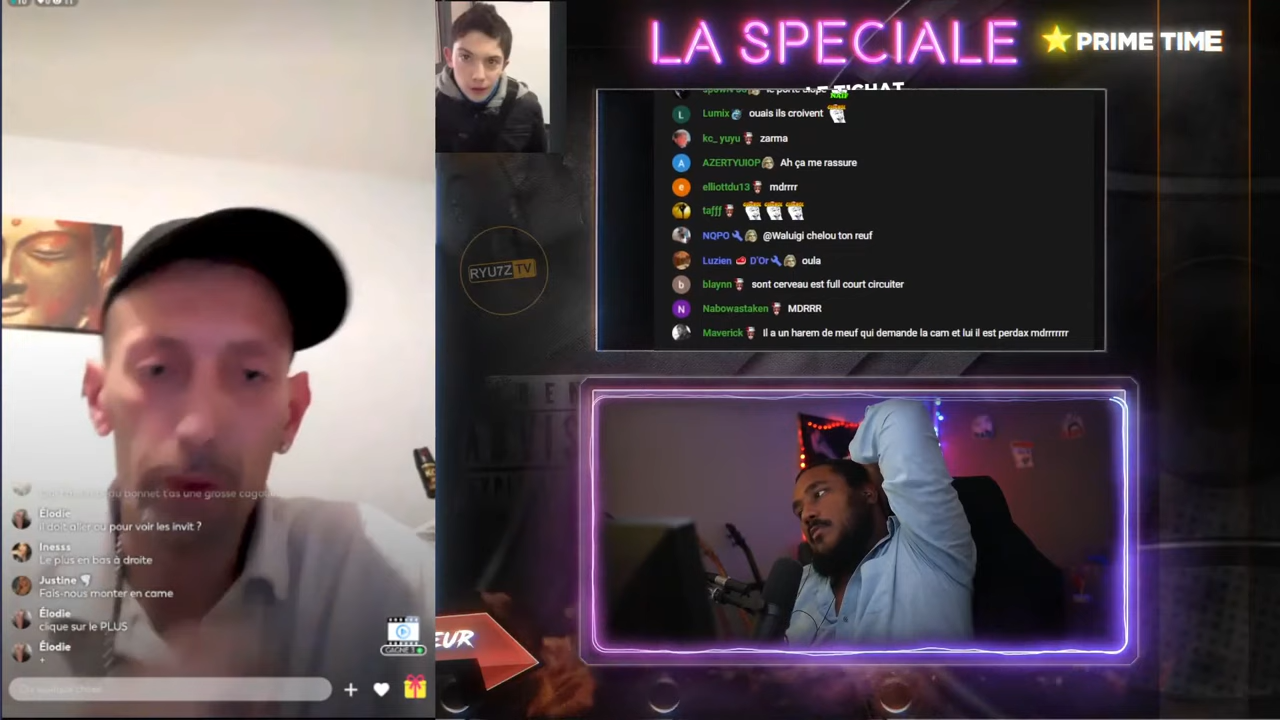 bonnet t'as une grosse
Élodie
il doit aller où pour voir les invit ?
Inesss
Le plus en bas à droite
Justine
Fais-nous monter en came
Élodie
clique sur le PLUS
Élodie
+
GAGNE
EUR
RYU7Z TV
LA SPECIALE
PRIME TIME
Lumix ouais ils croivent
kc_ yuyu zarma
AZERTYUIOP Ah ça me rassure
elliottdu13 mdrrrr
tafff
NQPO @Waluigi chelou ton reuf
Luzien D'Or oula
blaynn sont cerveau est full court circuiter
Nabowastaken MDRRR
Maverick Il a un harem de meuf qui demande la cam et lui il est perdax mdrrrrrrr